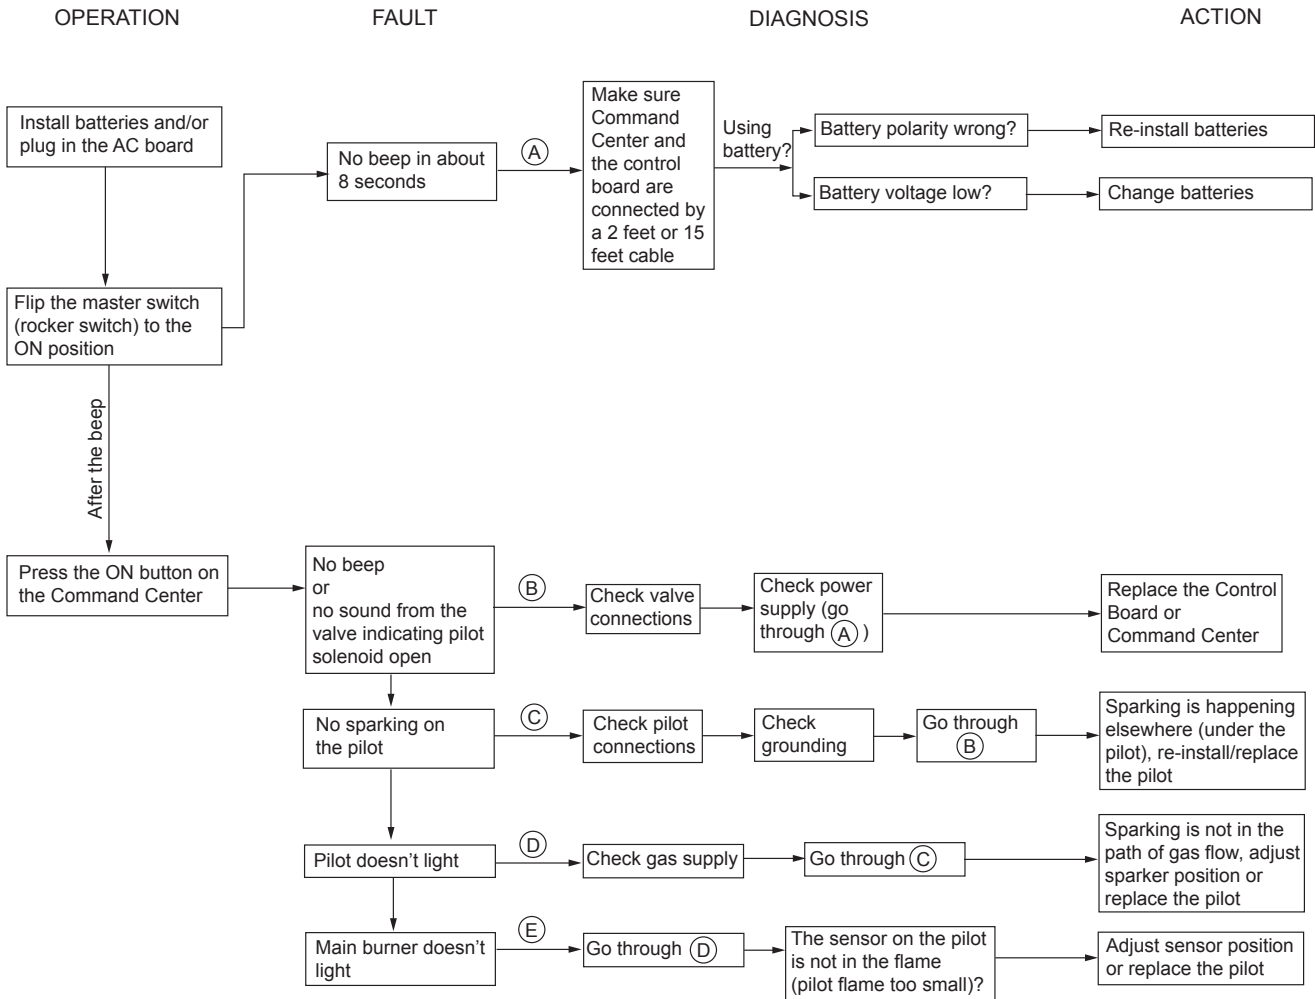 OPERATION
FAULT
DIAGNOSIS
ACTION
Install batteries and/or
plug in the AC board
Flip the master switch
(rocker switch) to the
ON position
No beep in about
8 seconds
A
Make sure
Command
Center and
the control
board are
connected by
a 2 feet or 15
feet cable
Using
battery?
Battery polarity wrong?
Re-install batteries
Battery voltage low?
Change batteries
After the beep
Press the ON button on
the Command Center
No beep
or
no sound from the
valve indicating pilot
solenoid open
B
Check valve
connections
Check power
supply (go
through A )
Replace the Control
Board or
Command Center
No sparking on
the pilot
C
Check pilot
connections
Check
grounding
Go through
B
Sparking is happening
elsewhere (under the
pilot), re-install/replace
the pilot
Pilot doesn’t light
D
Check gas supply
Go through C
Sparking is not in the
path of gas flow, adjust
sparker position or
replace the pilot
Main burner doesn’t
light
E
Go through D
The sensor on the pilot
is not in the flame
(pilot flame too small)?
Adjust sensor position
or replace the pilot